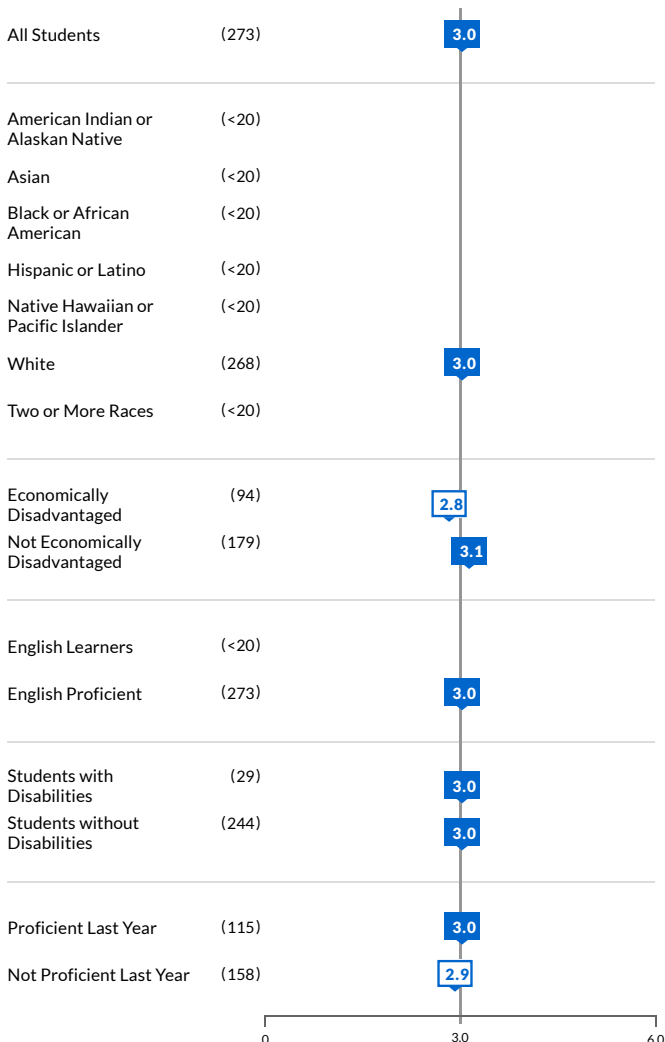 All Students (273) 3.0
American Indian or (<20)
Alaskan Native
Asian (<20)
Black or African (<20)
American
Hispanic or Latino (<20)
Native Hawaiian or (<20)
Pacific Islander
White (268) 3.0
Two or More Races (<20)
Economically (94) 2.8
Disadvantaged
Not Economically (179) 3.1
Disadvantaged
English Learners (<20)
English Proficient (273) 3.0
Students with (29) 3.0
Disabilities
Students without (244) 3.0
Disabilities
Proficient Last Year (115) 3.0
Not Proficient Last Year (158) 2.9
0 3.0 6.0